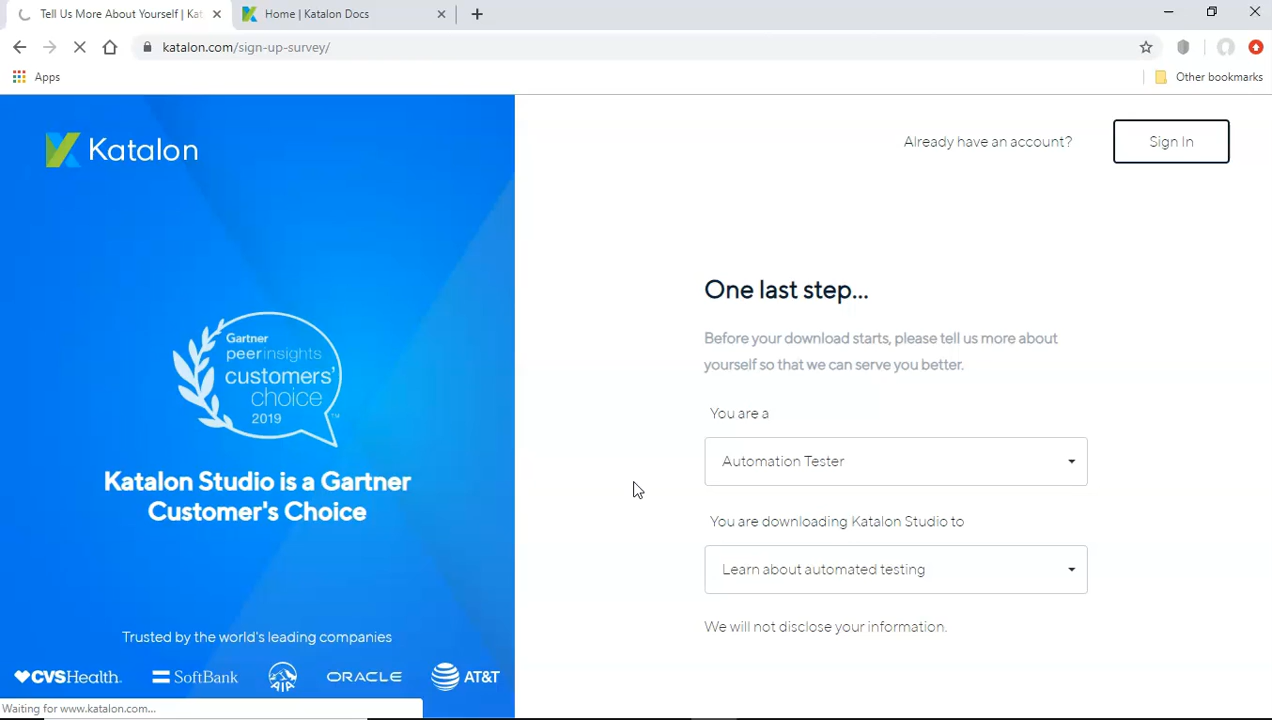 Tell Us More About Yourself | Kat
Home | Katalon Docs
katalon.com/sign-up-survey/
Apps
Other bookmarks
Katalon
Already have an account?
Sign In
Gartner
peerinsights
customers'
choice
2019
TM
Katalon Studio is a Gartner
Customer's Choice
Trusted by the world's leading companies
CVSHealth.
SoftBank
AIA
ORACLE
AT&T
One last step...
Before your download starts, please tell us more about
yourself so that we can serve you better.
You are a
Automation Tester
You are downloading Katalon Studio to
Learn about automated testing
We will not disclose your information.
Waiting for www.katalon.com...